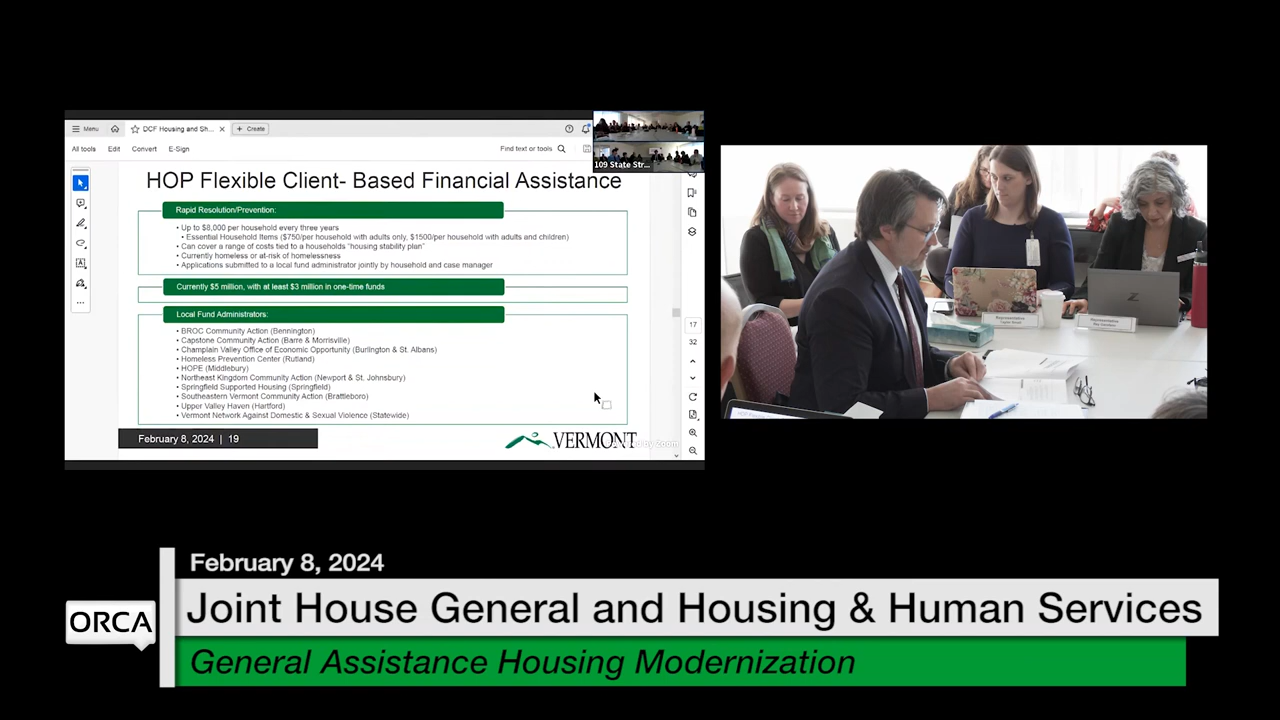 Menu
DCF Housing and Sh...
Create
All tools
Edit
Convert
E-Sign
Find text or tools
109 State Str...
HOP Flexible Client- Based Financial Assistance
Rapid Resolution/Prevention:
• Up to $8,000 per household every three years
• Essential Household Items ($750/per household with adults only, $1500/per household with adults and children)
• Can cover a range of costs tied to a households "housing stability plan"
• Currently homeless or at-risk of homelessness
• Applications submitted to a local fund administrator jointly by household and case manager
Currently $5 million, with at least $3 million in one-time funds
Local Fund Administrators:
• BROC Community Action (Bennington)
• Capstone Community Action (Barre & Morrisville)
• Champlain Valley Office of Economic Opportunity (Burlington & St. Albans)
• Homeless Prevention Center (Rutland)
• HOPE (Middlebury)
• Northeast Kingdom Community Action (Newport & St. Johnsbury)
• Springfield Supported Housing (Springfield)
• Southeastern Vermont Community Action (Brattleboro)
• Upper Valley Haven (Hartford)
• Vermont Network Against Domestic & Sexual Violence (Statewide)
17
32
February 8, 2024 | 19
VERMONT
Zoom
Representative
Representative
February 8, 2024
ORCA
Joint House General and Housing & Human Services
General Assistance Housing Modernization